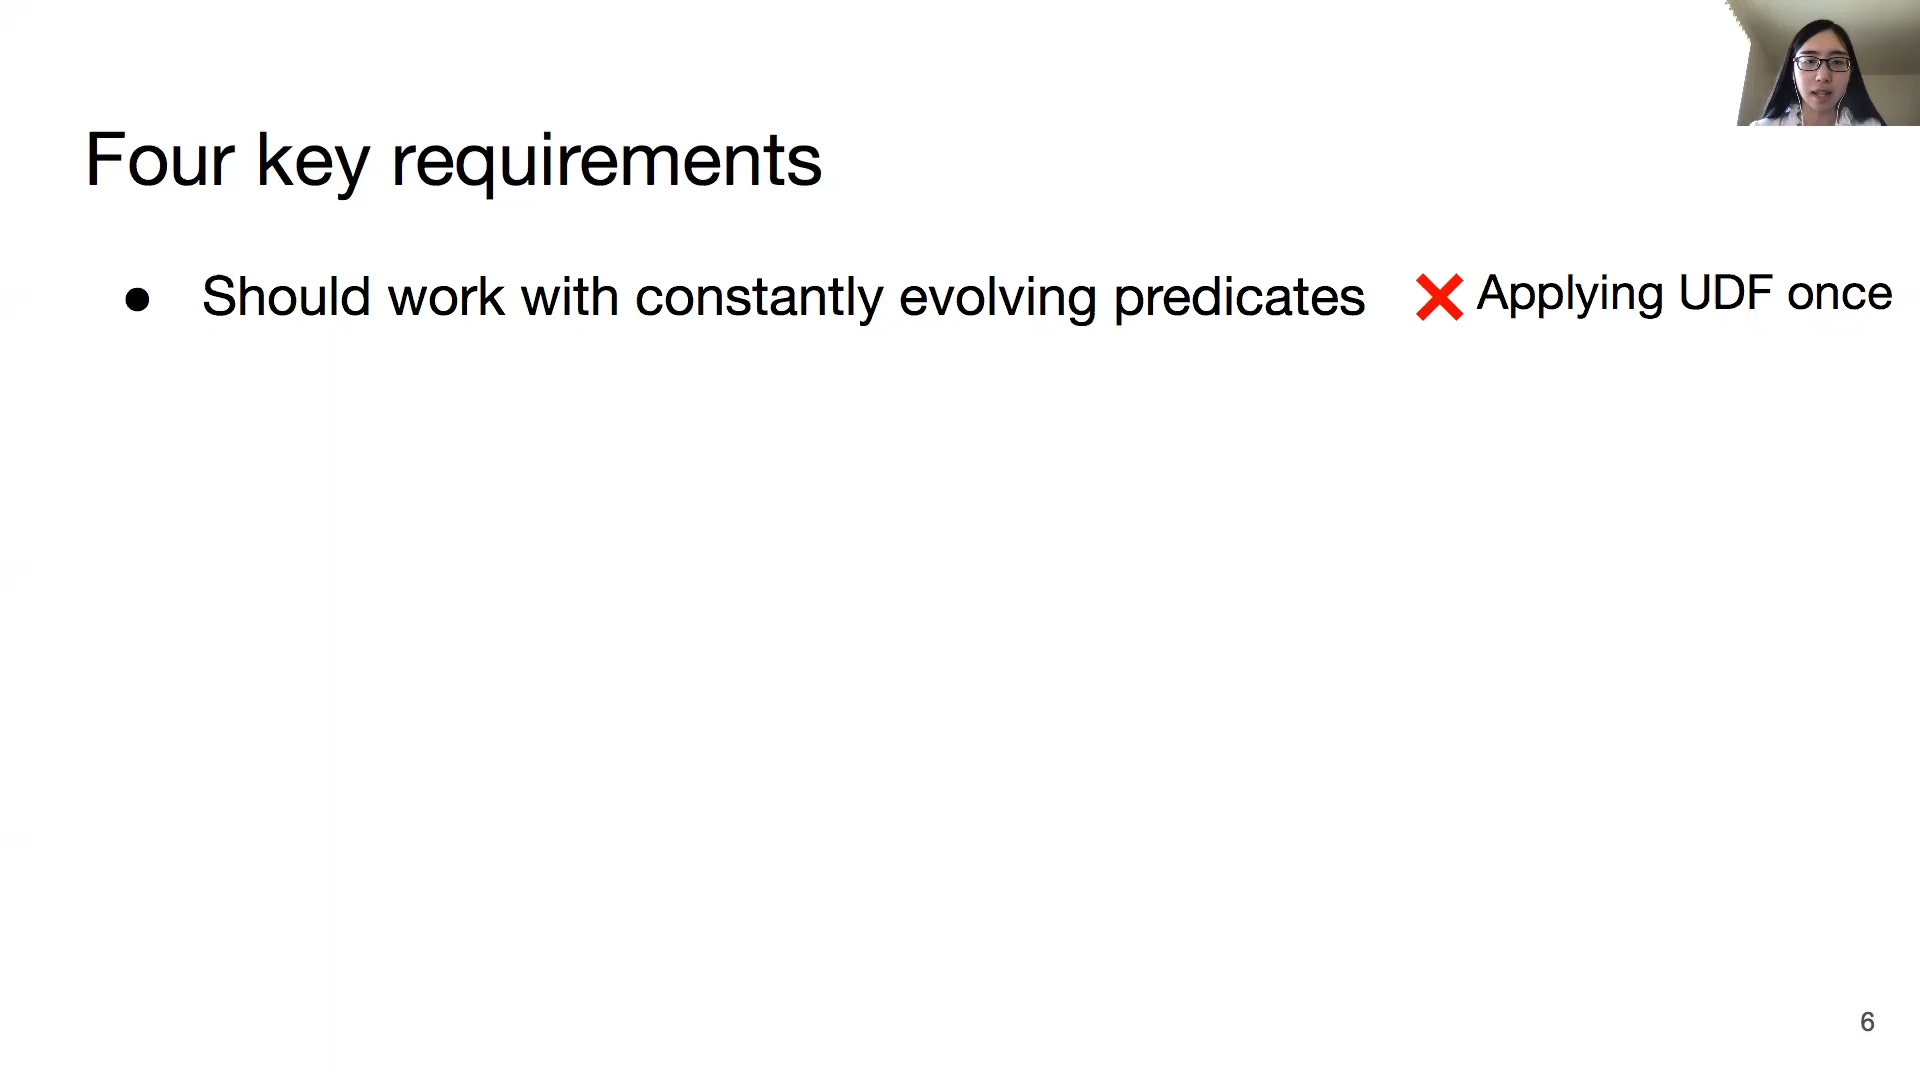 Four key requirements
● Should work with constantly evolving predicates ❌ Applying UDF once
6